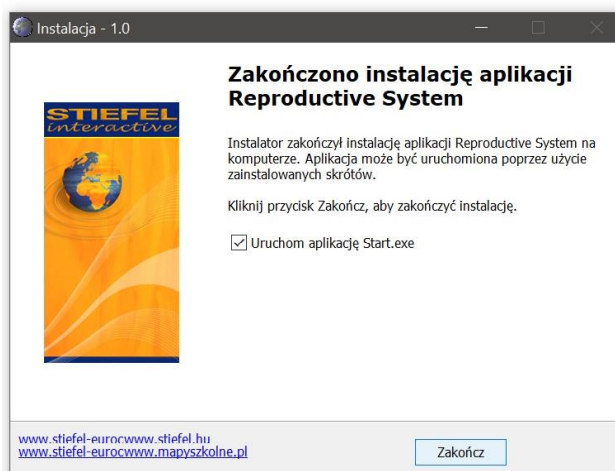 Instalacja - 1.0
Zakończono instalację aplikacji
Reproductive System
STIEFEL
interactive
Instalator zakończył instalację aplikacji Reproductive System na
komputerze. Aplikacja może być uruchomiona poprzez użycie
zainstalowanych skrótów.
Kliknij przycisk Zakończ, aby zakończyć instalację.
Uruchom aplikację Start.exe
www.stiefel-eurocwww.stiefel.hu
www.stiefel-eurocwww.mapyszkolne.pl
Zakończ